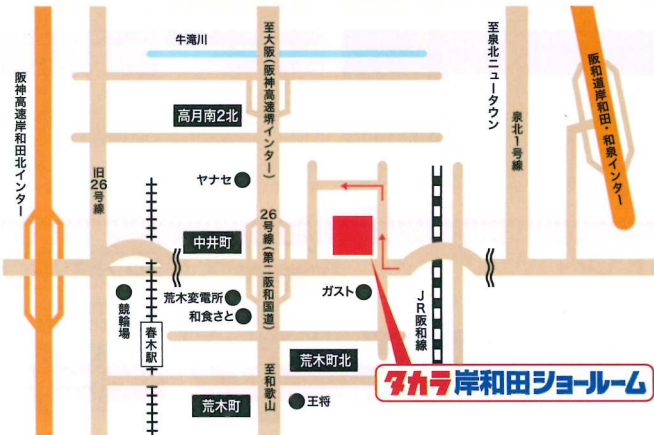 牛滝川
至大阪(阪神高速堺インター)
至泉北ニュータウン
阪和道岸和田・和泉インター
阪神高速岸和田北インター
高月南2北
泉北1号線
旧26号線
ヤナセ
26号線(第二阪和国道)
中井町
ガスト
荒木変電所
和食さと
競輪場
JR阪和線
春木駅
荒木町北
至和歌山
タカラ岸和田ショールーム
荒木町
王将